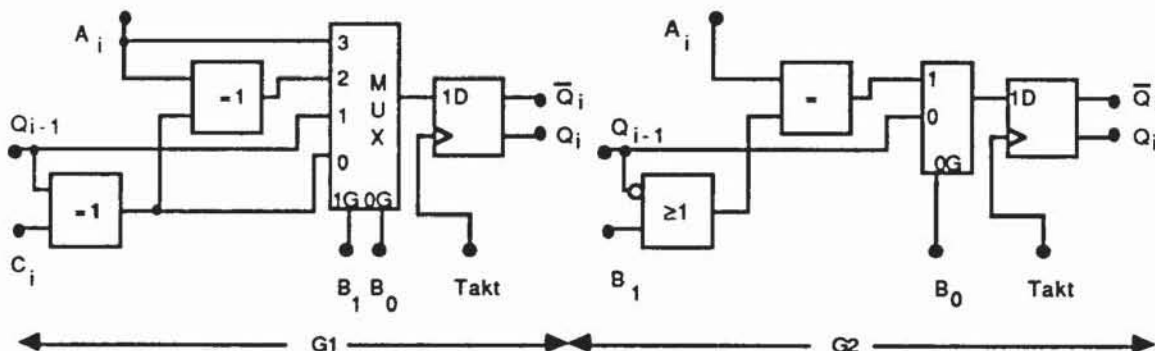 A i
3
2
1
0
M
U
X
=1
1D
Q̅ i
Q i
Q i-1
=1
1G 0G
C i
B 1 B 0
Takt
G1
A i
=
1
0
0G
1D
Q̅
Q i
Q i-1
≥1
B 1
B 0
Takt
G2